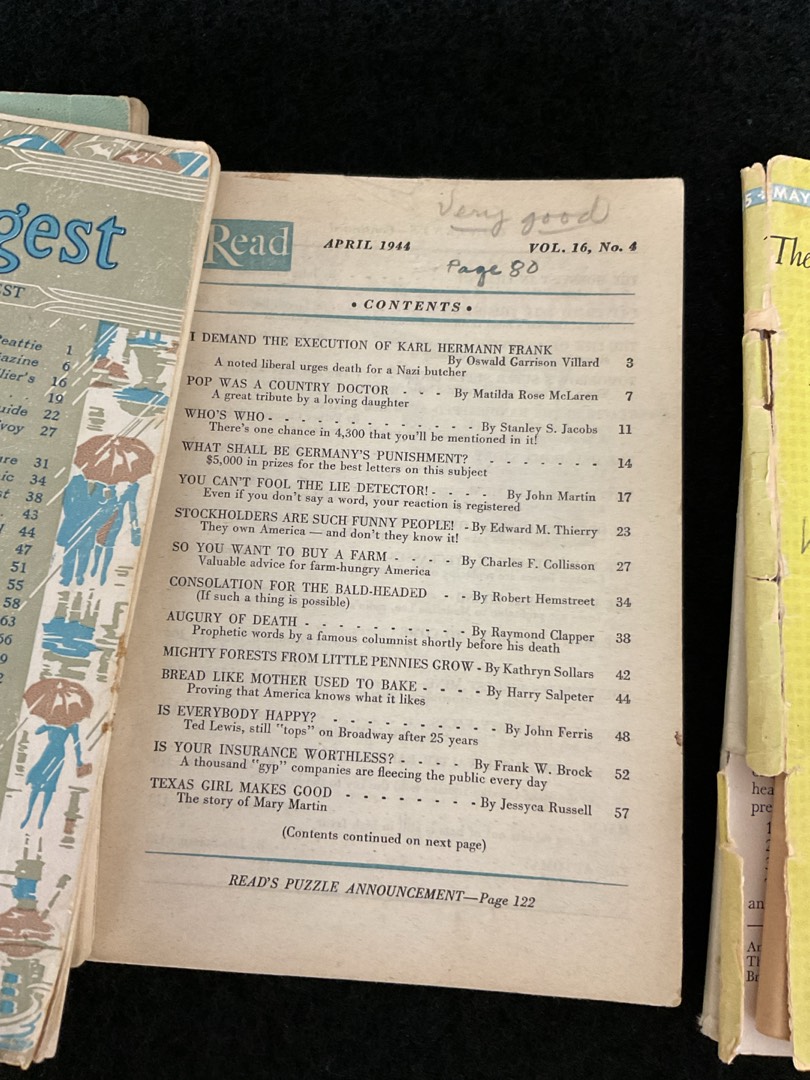 gest
ST
eattie 1
azine 6
lier's 16
19
uide 22
voy 27
are 31
ic 34
st 38
43
44
47
51
55
58
63
66
9
2
Very good
Read APRIL 1944 VOL. 16, No. 4
Page 80
• CONTENTS •
I DEMAND THE EXECUTION OF KARL HERMANN FRANK
By Oswald Garrison Villard 3
A noted liberal urges death for a Nazi butcher
POP WAS A COUNTRY DOCTOR - - - By Matilda Rose McLaren 7
A great tribute by a loving daughter
WHO'S WHO - - - - - - - - - - - - By Stanley S. Jacobs 11
There's one chance in 4,300 that you'll be mentioned in it!
WHAT SHALL BE GERMANY'S PUNISHMENT? - - - - - - - 14
$5,000 in prizes for the best letters on this subject
YOU CAN'T FOOL THE LIE DETECTOR! - - - - By John Martin 17
Even if you don't say a word, your reaction is registered
STOCKHOLDERS ARE SUCH FUNNY PEOPLE! - By Edward M. Thierry 23
They own America — and don't they know it!
SO YOU WANT TO BUY A FARM - - - - By Charles F. Collisson 27
Valuable advice for farm-hungry America
CONSOLATION FOR THE BALD-HEADED - - By Robert Hemstreet 34
(If such a thing is possible)
AUGURY OF DEATH - - - - - - - - - By Raymond Clapper 38
Prophetic words by a famous columnist shortly before his death
MIGHTY FORESTS FROM LITTLE PENNIES GROW - By Kathryn Sollars 42
BREAD LIKE MOTHER USED TO BAKE - - - - By Harry Salpeter 44
Proving that America knows what it likes
IS EVERYBODY HAPPY? - - - - - - - - - By John Ferris 48
Ted Lewis, still "tops" on Broadway after 25 years
IS YOUR INSURANCE WORTHLESS? - - - - By Frank W. Brock 52
A thousand "gyp" companies are fleecing the public every day
TEXAS GIRL MAKES GOOD - - - - - - - By Jessyca Russell 57
The story of Mary Martin
(Contents continued on next page)
READ'S PUZZLE ANNOUNCEMENT—Page 122
5 • MAY
The
hea
pre
1
an
Ar
Th
Br